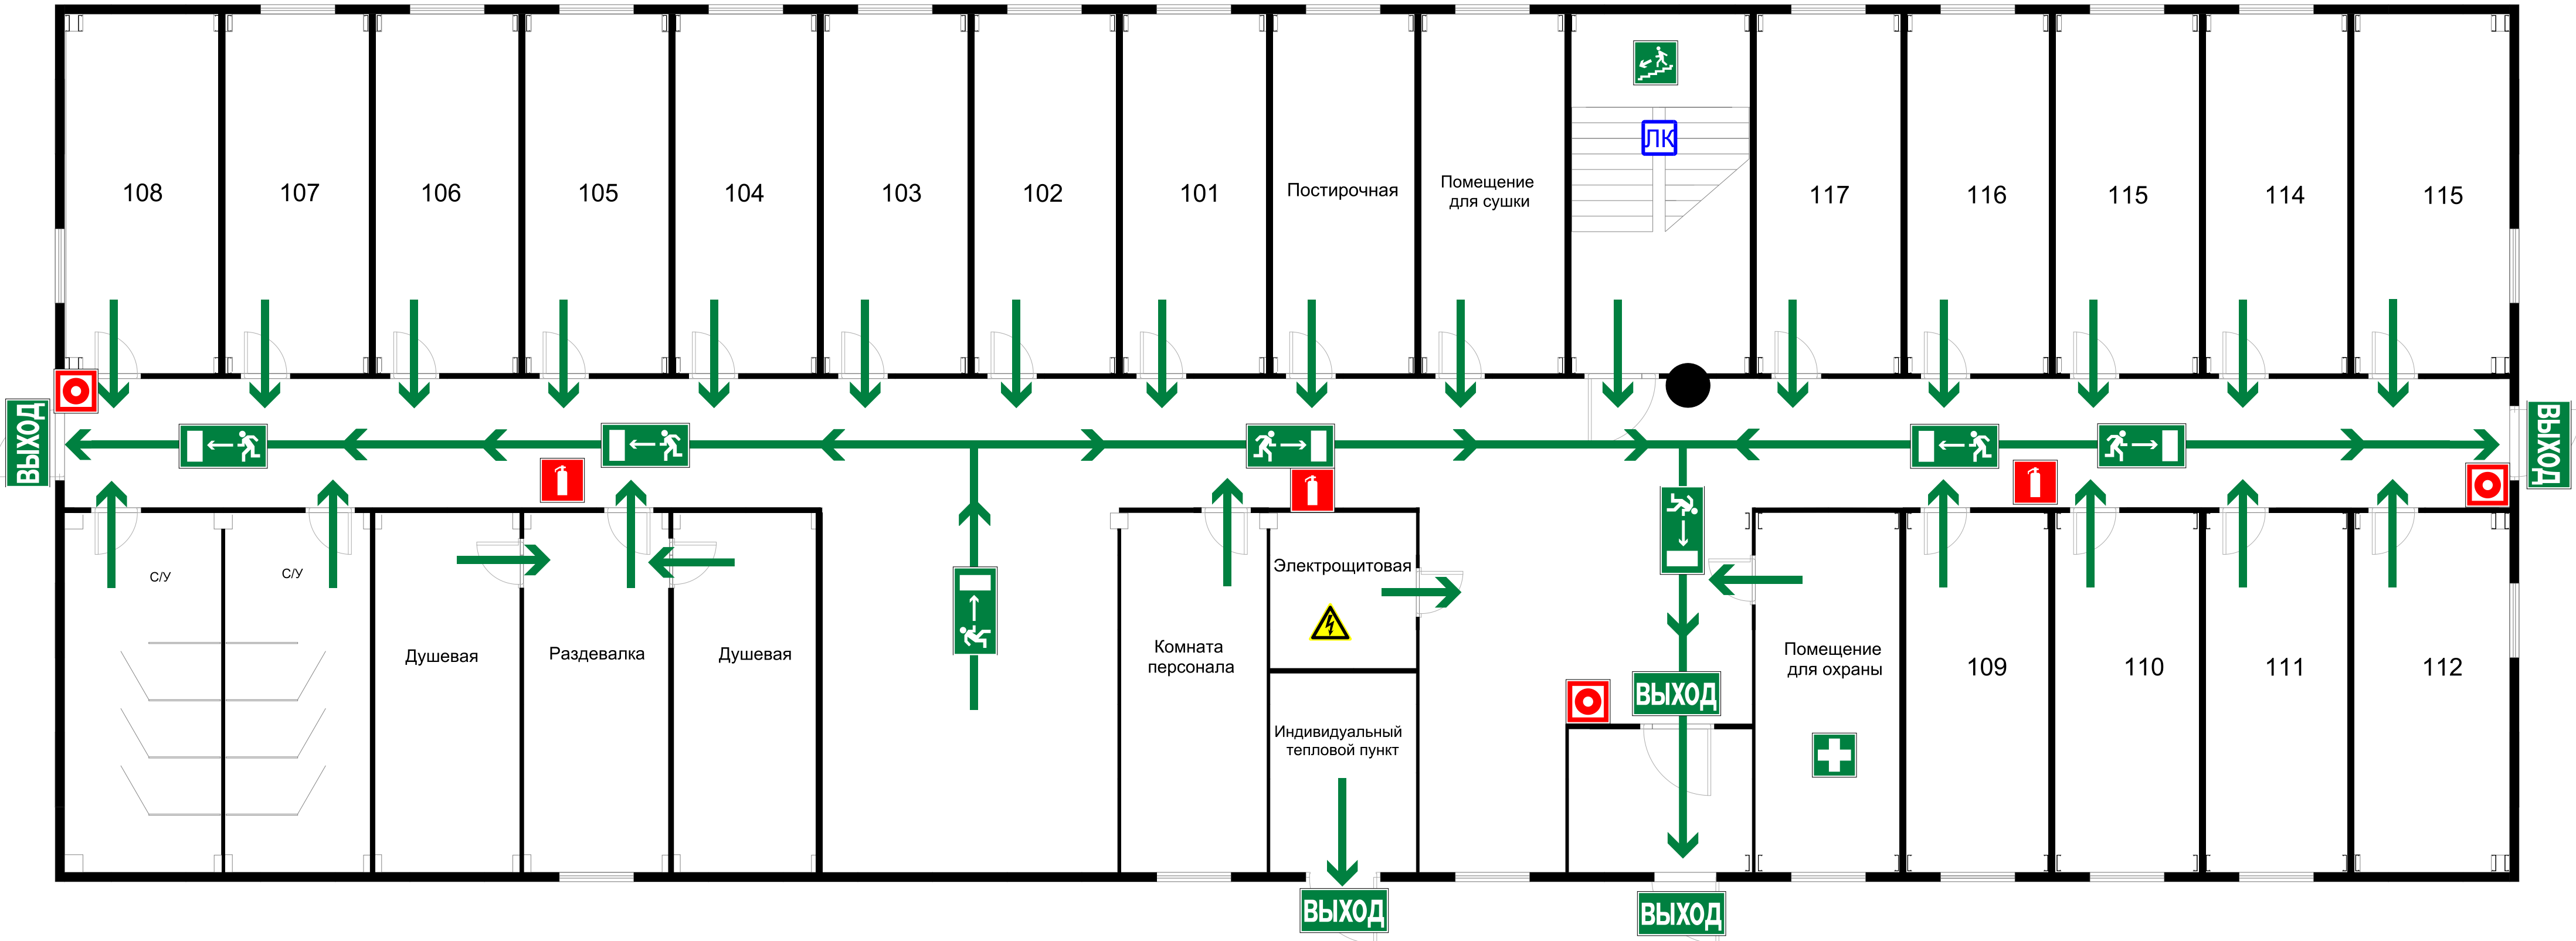 108
107
106
105
104
103
102
101
Постирочная
Помещение
для сушки
ЛК
117
116
115
114
115
ВЫХОД
ВЫХОД
С/У
С/У
Душевая
Раздевалка
Душевая
Комната
персонала
Электрощитовая
Индивидуальный
тепловой пункт
ВЫХОД
Помещение
для охраны
109
110
111
112
ВЫХОД
ВЫХОД